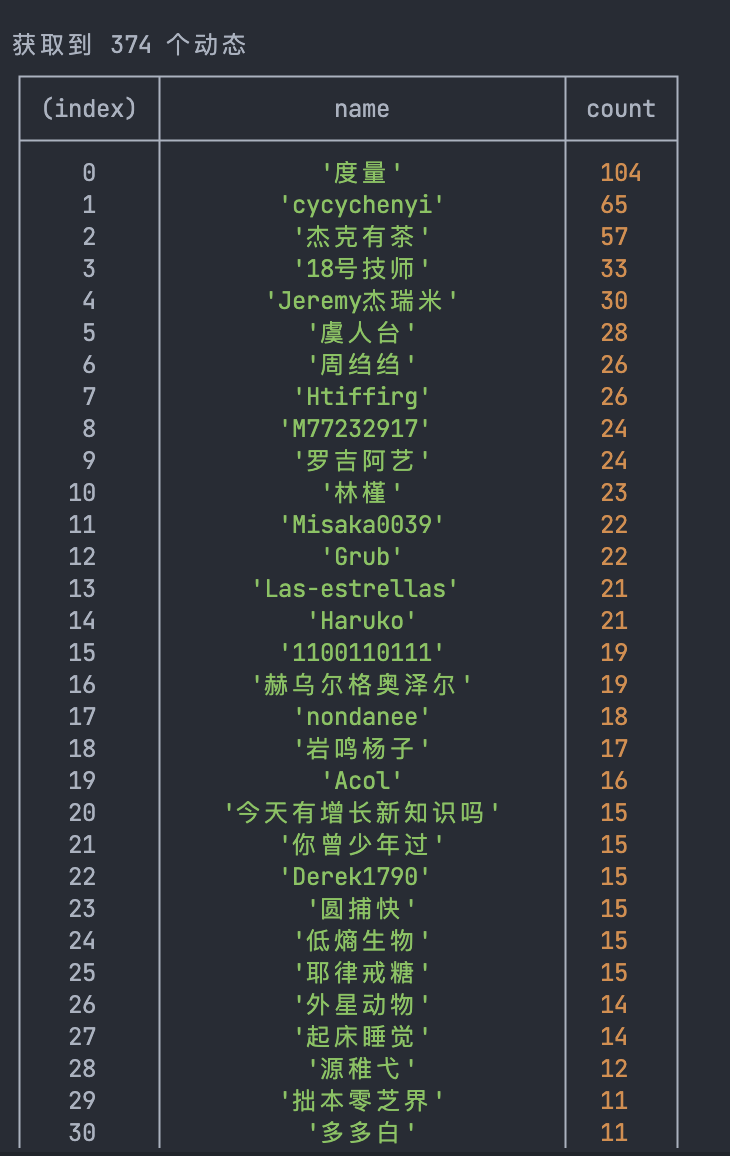 获取到 374 个动态
(index) name count
0 '度量' 104
1 'cycychenyi' 65
2 '杰克有茶' 57
3 '18号技师' 33
4 'Jeremy杰瑞米' 30
5 '虞人台' 28
6 '周绉绉' 26
7 'Htiffirg' 26
8 'M77232917' 24
9 '罗吉阿艺' 24
10 '林槿' 23
11 'Misaka0039' 22
12 'Grub' 22
13 'Las-estrellas' 21
14 'Haruko' 21
15 '1100110111' 19
16 '赫乌尔格奥泽尔' 19
17 'nondanee' 18
18 '岩鸣杨子' 17
19 'Acol' 16
20 '今天有增长新知识吗' 15
21 '你曾少年过' 15
22 'Derek1790' 15
23 '圆捕快' 15
24 '低熵生物' 15
25 '耶律戒糖' 15
26 '外星动物' 14
27 '起床睡觉' 14
28 '源稚弋' 12
29 '拙本零芝界' 11
30 '多多白' 11